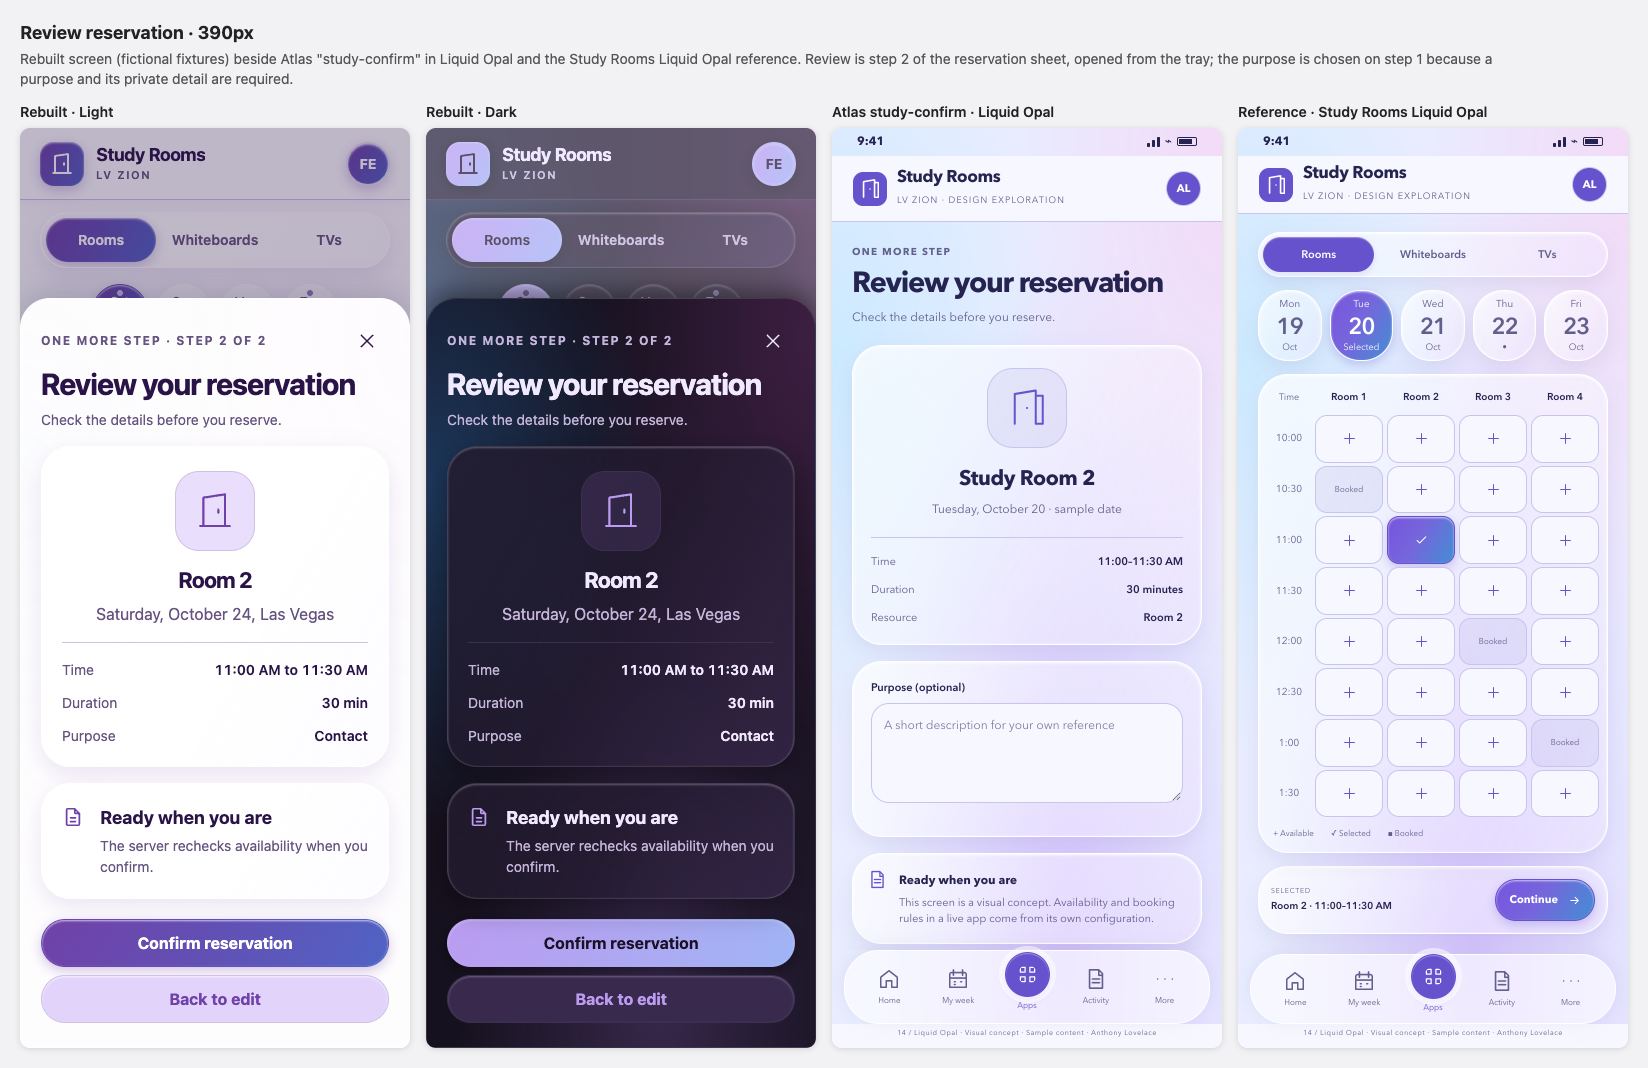 Review reservation · 390px
Rebuilt screen (fictional fixtures) beside Atlas "study-confirm" in Liquid Opal and the Study Rooms Liquid Opal reference. Review is step 2 of the reservation sheet, opened from the tray; the purpose is chosen on step 1 because a
purpose and its private detail are required.
Rebuilt · Light
Study Rooms
LV ZION
FE
Rooms
Whiteboards
TVs
ONE MORE STEP · STEP 2 OF 2
Review your reservation
Check the details before you reserve.
Room 2
Saturday, October 24, Las Vegas
Time 11:00 AM to 11:30 AM
Duration 30 min
Purpose Contact
Ready when you are
The server rechecks availability when you
confirm.
Confirm reservation
Back to edit
Rebuilt · Dark
Study Rooms
LV ZION
FE
Rooms
Whiteboards
TVs
ONE MORE STEP · STEP 2 OF 2
Review your reservation
Check the details before you reserve.
Room 2
Saturday, October 24, Las Vegas
Time 11:00 AM to 11:30 AM
Duration 30 min
Purpose Contact
Ready when you are
The server rechecks availability when you
confirm.
Confirm reservation
Back to edit
Atlas study-confirm · Liquid Opal
9:41
Study Rooms
LV ZION · DESIGN EXPLORATION
AL
ONE MORE STEP
Review your reservation
Check the details before you reserve.
Study Room 2
Tuesday, October 20 · sample date
Time 11:00–11:30 AM
Duration 30 minutes
Resource Room 2
Purpose (optional)
A short description for your own reference
Ready when you are
This screen is a visual concept. Availability and booking
rules in a live app come from its own configuration.
Home My week Apps Activity More
14 / Liquid Opal · Visual concept · Sample content · Anthony Lovelace
Reference · Study Rooms Liquid Opal
9:41
Study Rooms
LV ZION · DESIGN EXPLORATION
AL
Rooms Whiteboards TVs
Mon Tue Wed Thu Fri
19 20 21 22 23
Oct Selected Oct • Oct
Time Room 1 Room 2 Room 3 Room 4
10:00 + + + +
10:30 Booked + + +
11:00 + ✓ + +
11:30 + + + +
12:00 + + Booked +
12:30 + + + +
1:00 + + + Booked
1:30 + + + +
+ Available ✓ Selected ■ Booked
SELECTED
Room 2 · 11:00–11:30 AM
Continue →
Home My week Apps Activity More
14 / Liquid Opal · Visual concept · Sample content · Anthony Lovelace